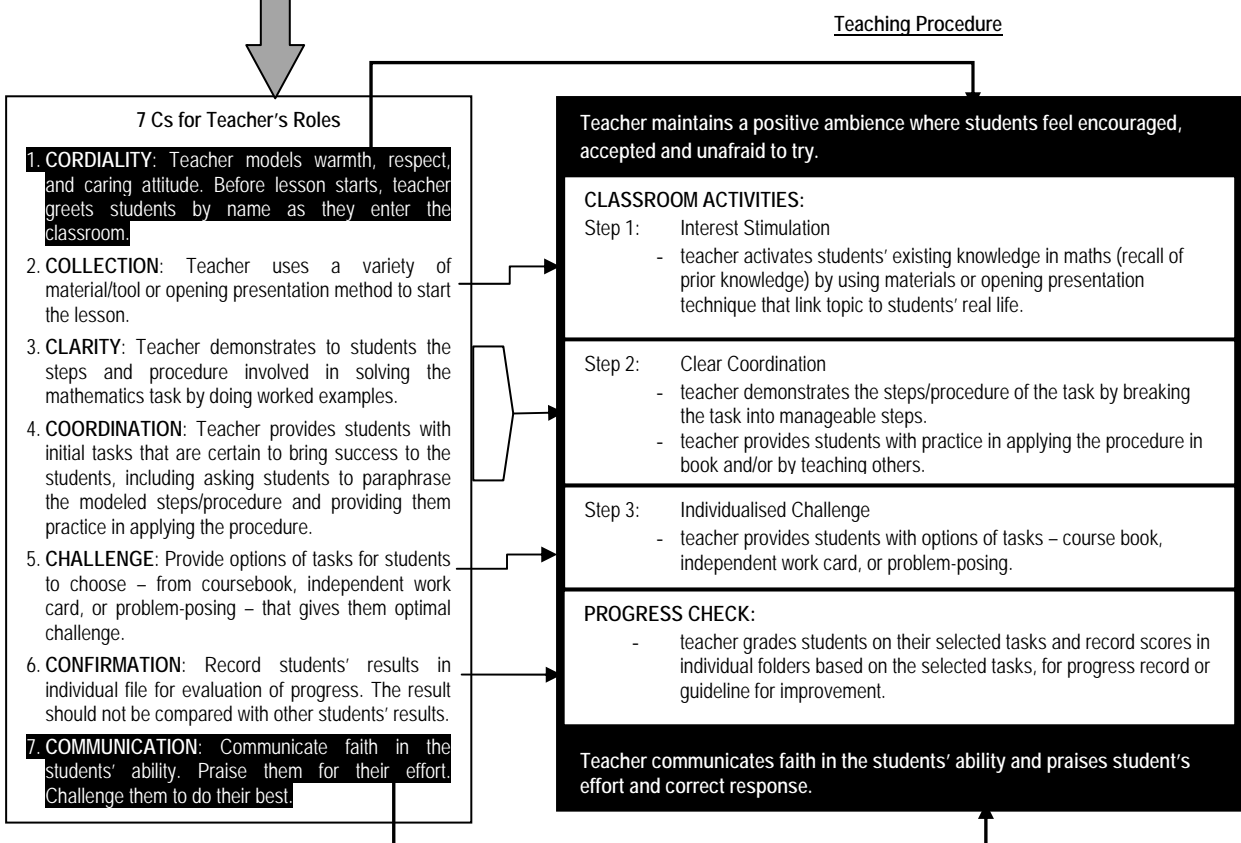 Teaching Procedure
7 Cs for Teacher's Roles
1. CORDIALITY: Teacher models warmth, respect,
and caring attitude. Before lesson starts, teacher
greets students by name as they enter the
classroom.
2. COLLECTION: Teacher uses a variety of
material/tool or opening presentation method to start
the lesson.
3. CLARITY: Teacher demonstrates to students the
steps and procedure involved in solving the
mathematics task by doing worked examples.
4. COORDINATION: Teacher provides students with
initial tasks that are certain to bring success to the
students, including asking students to paraphrase
the modeled steps/procedure and providing them
practice in applying the procedure.
5. CHALLENGE: Provide options of tasks for students
to choose – from coursebook, independent work
card, or problem-posing – that gives them optimal
challenge.
6. CONFIRMATION: Record students' results in
individual file for evaluation of progress. The result
should not be compared with other students' results.
7. COMMUNICATION: Communicate faith in the
students' ability. Praise them for their effort.
Challenge them to do their best.
Teacher maintains a positive ambience where students feel encouraged,
accepted and unafraid to try.
CLASSROOM ACTIVITIES:
Step 1: Interest Stimulation
- teacher activates students' existing knowledge in maths (recall of
prior knowledge) by using materials or opening presentation
technique that link topic to students' real life.
Step 2: Clear Coordination
- teacher demonstrates the steps/procedure of the task by breaking
the task into manageable steps.
- teacher provides students with practice in applying the procedure in
book and/or by teaching others.
Step 3: Individualised Challenge
- teacher provides students with options of tasks – course book,
independent work card, or problem-posing.
PROGRESS CHECK:
- teacher grades students on their selected tasks and record scores in
individual folders based on the selected tasks, for progress record or
guideline for improvement.
Teacher communicates faith in the students' ability and praises student's
effort and correct response.